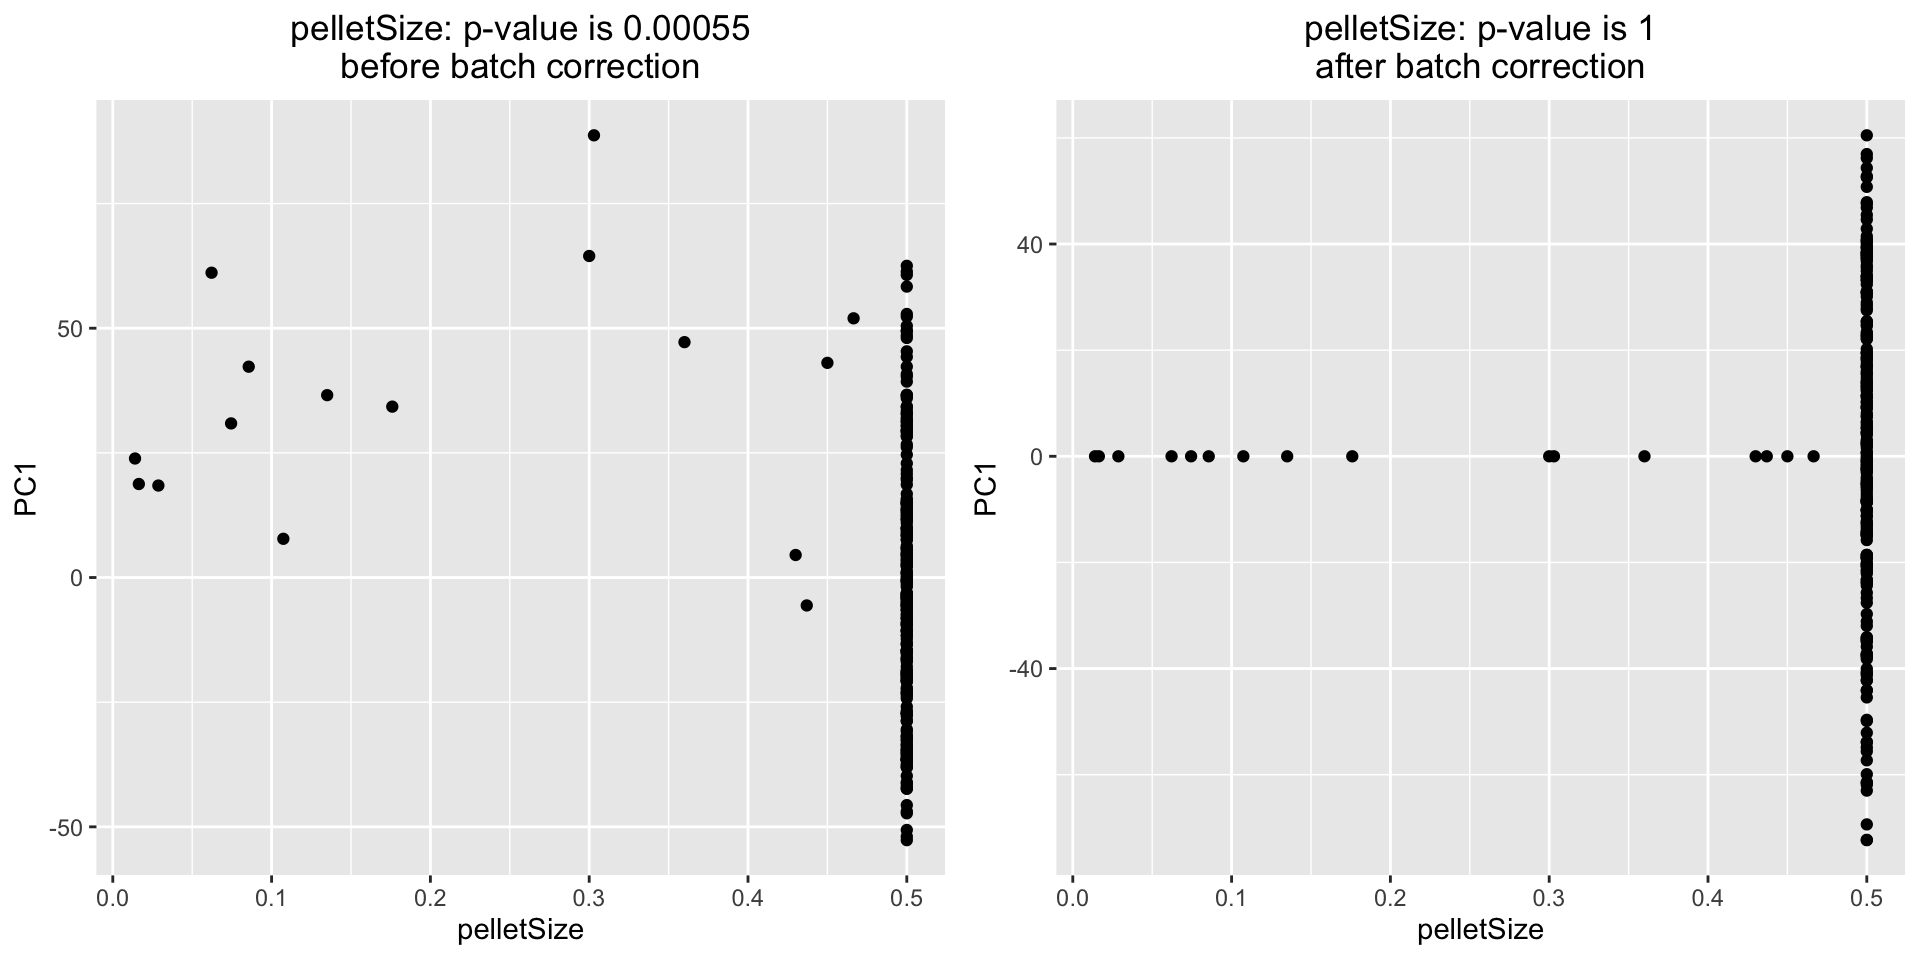 pelletSize: p-value is 0.00055
before batch correction
PC1
50
0
-50
0.0 0.1 0.2 0.3 0.4 0.5
pelletSize
pelletSize: p-value is 1
after batch correction
PC1
40
0
-40
0.0 0.1 0.2 0.3 0.4 0.5
pelletSize